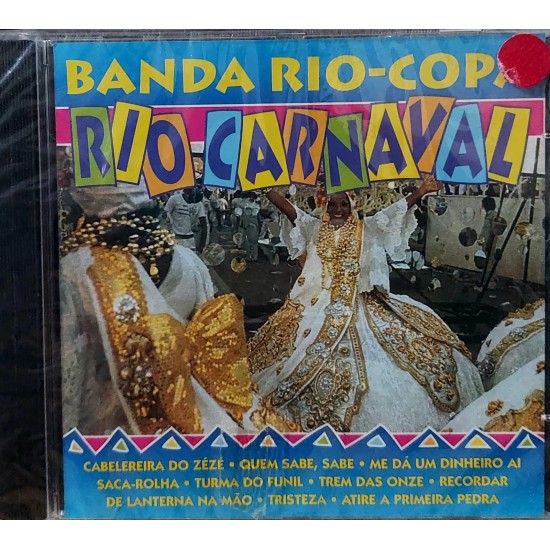 BANDA RIO-COPA
RIO CARNAVAL
CABELEREIRA DO ZÉZÉ • QUEM SABE, SABE • ME DÁ UM DINHEIRO AI
SACA-ROLHA • TURMA DO FUNIL • TREM DAS ONZE • RECORDAR
DE LANTERNA NA MÃO • TRISTEZA • ATIRE A PRIMEIRA PEDRA